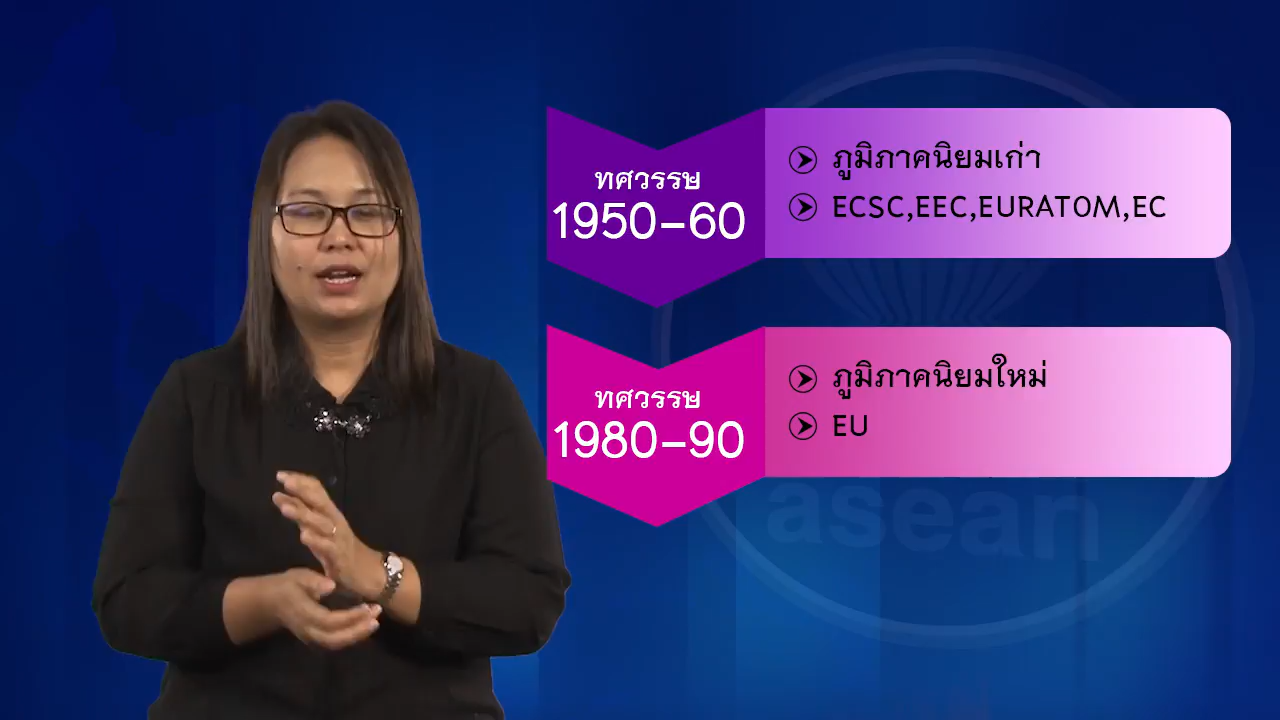 ทศวรรษ
1950-60
ภูมิภาคนิยมเก่า
ECSC,EEC,EURATOM,EC
ทศวรรษ
1980-90
ภูมิภาคนิยมใหม่
EU
asean